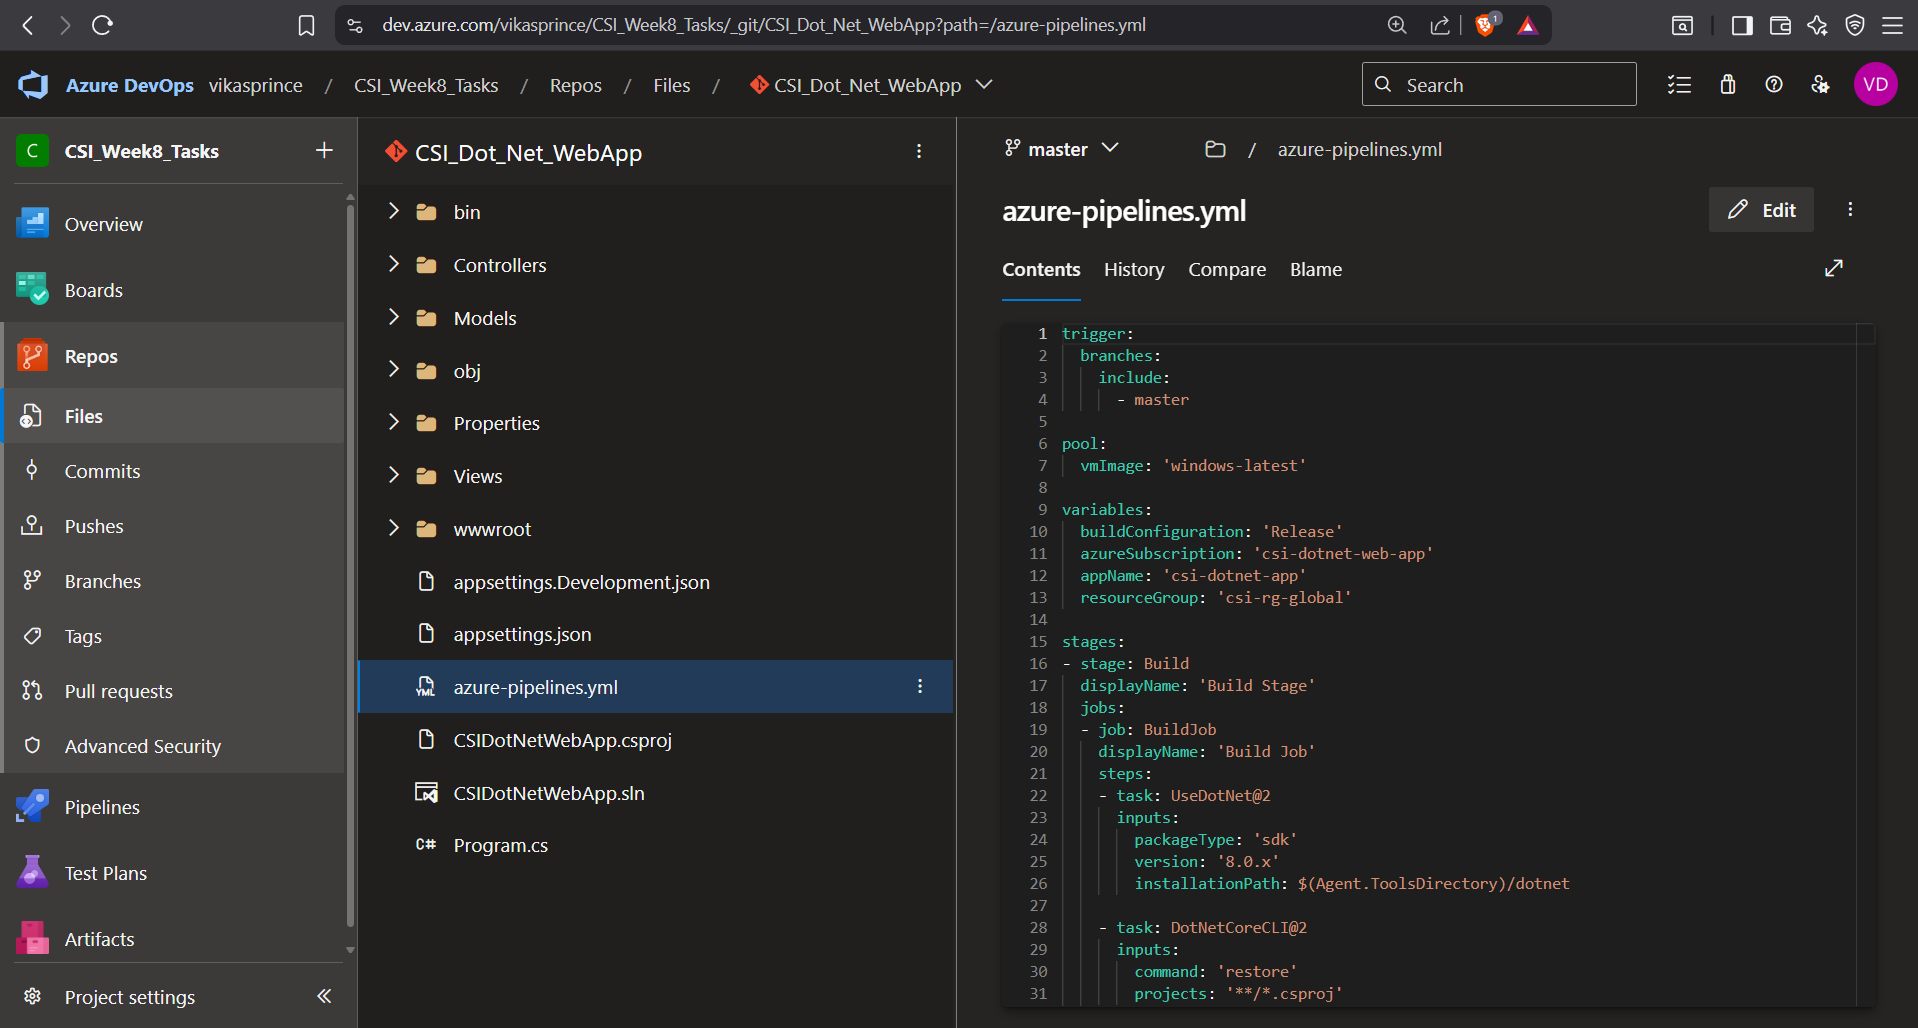 dev.azure.com/vikasprince/CSI_Week8_Tasks/_git/CSI_Dot_Net_WebApp?path=/azure-pipelines.yml
1
Azure DevOps vikasprince / CSI_Week8_Tasks / Repos / Files / CSI_Dot_Net_WebApp
Search
VD
C CSI_Week8_Tasks
Overview
Boards
Repos
Files
Commits
Pushes
Branches
Tags
Pull requests
Advanced Security
Pipelines
Test Plans
Artifacts
Project settings
CSI_Dot_Net_WebApp
bin
Controllers
Models
obj
Properties
Views
wwwroot
appsettings.Development.json
appsettings.json
YML azure-pipelines.yml
CSIDotNetWebApp.csproj
CSIDotNetWebApp.sln
C# Program.cs
master / azure-pipelines.yml
azure-pipelines.yml
Edit
Contents History Compare Blame
1 trigger:
2 branches:
3 include:
4 - master
5
6 pool:
7 vmImage: 'windows-latest'
8
9 variables:
10 buildConfiguration: 'Release'
11 azureSubscription: 'csi-dotnet-web-app'
12 appName: 'csi-dotnet-app'
13 resourceGroup: 'csi-rg-global'
14
15 stages:
16 - stage: Build
17 displayName: 'Build Stage'
18 jobs:
19 - job: BuildJob
20 displayName: 'Build Job'
21 steps:
22 - task: UseDotNet@2
23 inputs:
24 packageType: 'sdk'
25 version: '8.0.x'
26 installationPath: $(Agent.ToolsDirectory)/dotnet
27
28 - task: DotNetCoreCLI@2
29 inputs:
30 command: 'restore'
31 projects: '**/*.csproj'